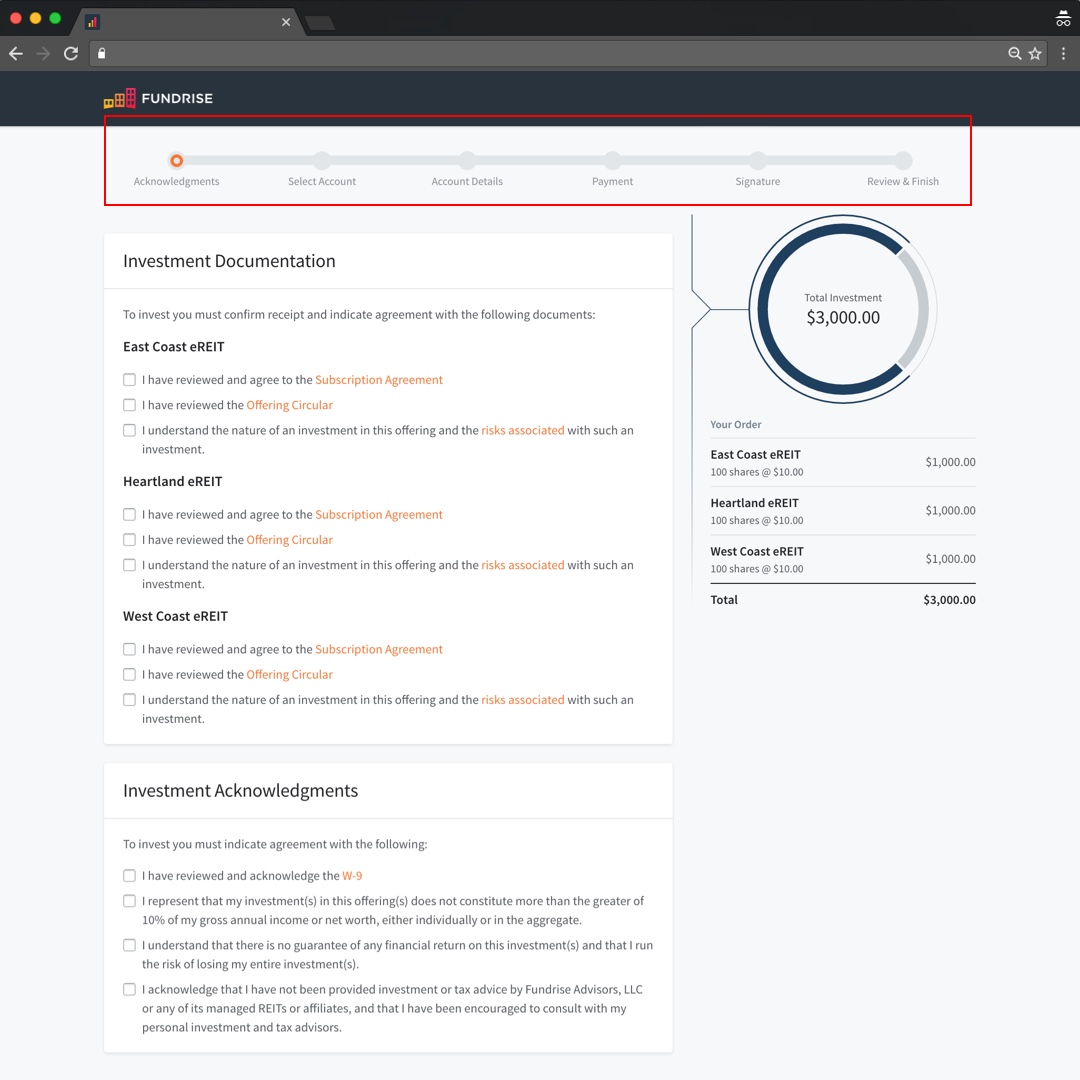 FUNDRISE
Acknowledgments
Select Account
Account Details
Payment
Signature
Review & Finish
Investment Documentation
To invest you must confirm receipt and indicate agreement with the following documents:
East Coast eREIT
I have reviewed and agree to the Subscription Agreement
I have reviewed the Offering Circular
I understand the nature of an investment in this offering and the risks associated with such an
investment.
Heartland eREIT
I have reviewed and agree to the Subscription Agreement
I have reviewed the Offering Circular
I understand the nature of an investment in this offering and the risks associated with such an
investment.
West Coast eREIT
I have reviewed and agree to the Subscription Agreement
I have reviewed the Offering Circular
I understand the nature of an investment in this offering and the risks associated with such an
investment.
Investment Acknowledgments
To invest you must indicate agreement with the following:
I have reviewed and acknowledge the W-9
I represent that my investment(s) in this offering(s) does not constitute more than the greater of
10% of my gross annual income or net worth, either individually or in the aggregate.
I understand that there is no guarantee of any financial return on this investment(s) and that I run
the risk of losing my entire investment(s).
I acknowledge that I have not been provided investment or tax advice by Fundrise Advisors, LLC
or any of its managed REITs or affiliates, and that I have been encouraged to consult with my
personal investment and tax advisors.
Total Investment
$3,000.00
Your Order
East Coast eREIT
100 shares @ $10.00
$1,000.00
Heartland eREIT
100 shares @ $10.00
$1,000.00
West Coast eREIT
100 shares @ $10.00
$1,000.00
Total
$3,000.00